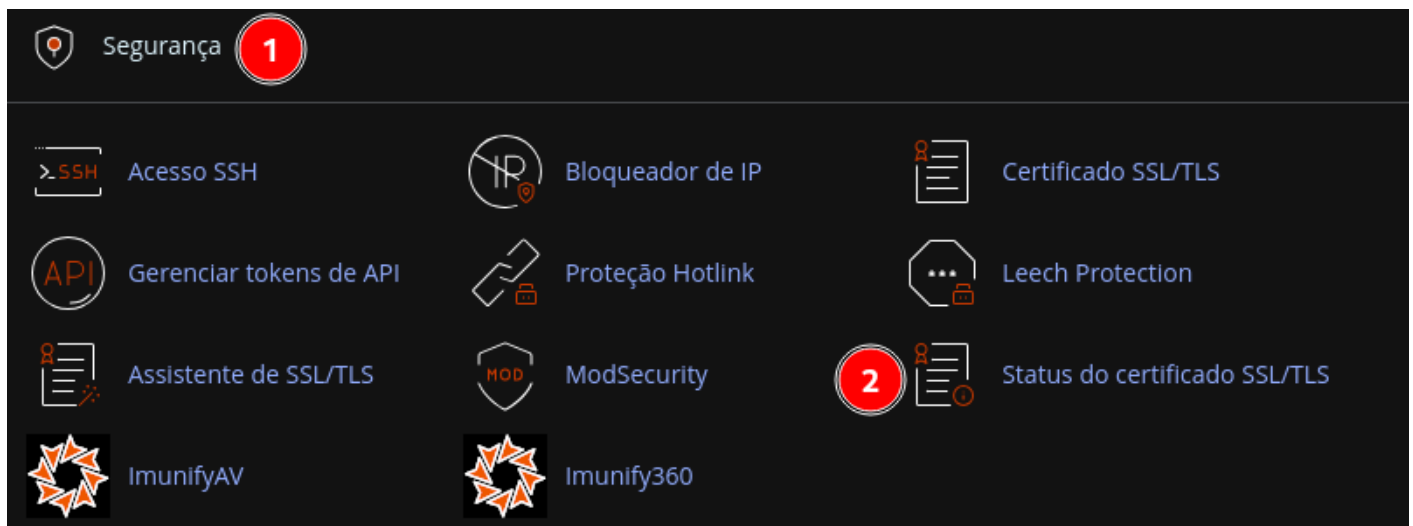 Segurança 1
>_SSH Acesso SSH
IP Bloqueador de IP
Certificado SSL/TLS
API Gerenciar tokens de API
Proteção Hotlink
Leech Protection
Assistente de SSL/TLS
MOD ModSecurity
2 Status do certificado SSL/TLS
ImunifyAV
Imunify360